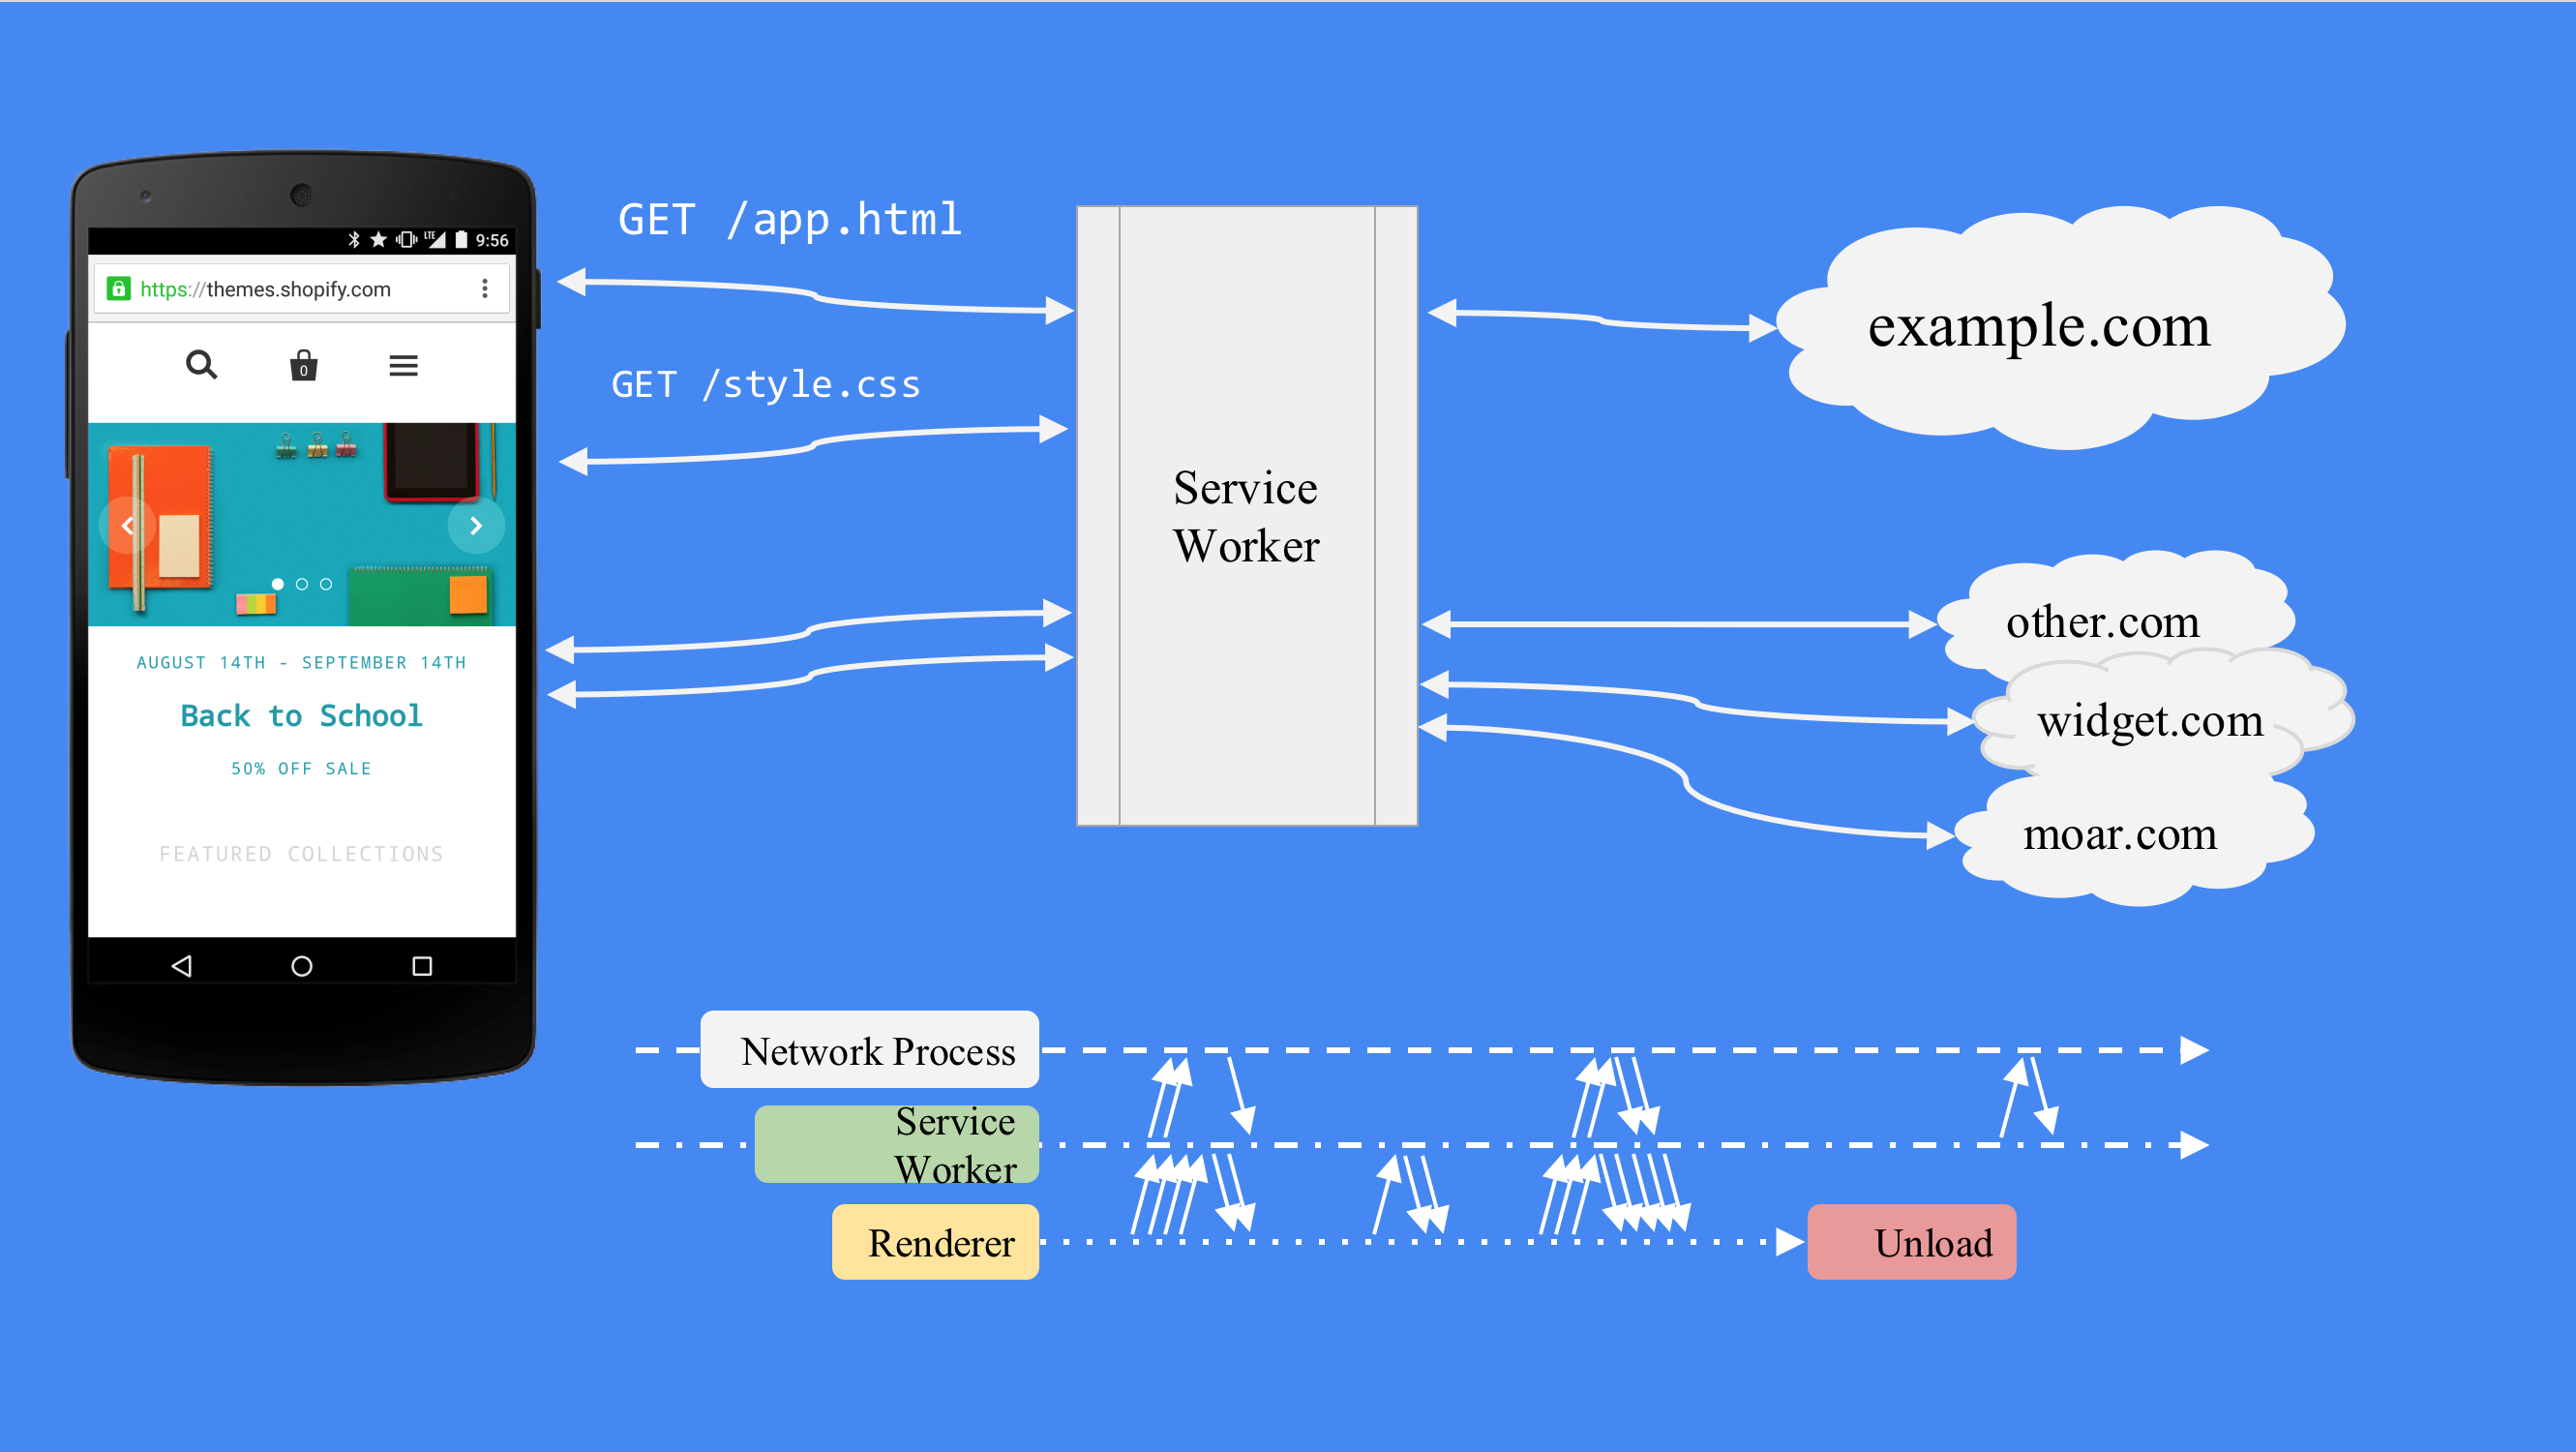 GET /app.html
LTE 9:56
https://themes.shopify.com
0
example.com
GET /style.css
Service
Worker
other.com
AUGUST 14TH - SEPTEMBER 14TH
Back to School
widget.com
50% OFF SALE
moar.com
FEATURED COLLECTIONS
Network Process
Service
Worker
Renderer
Unload